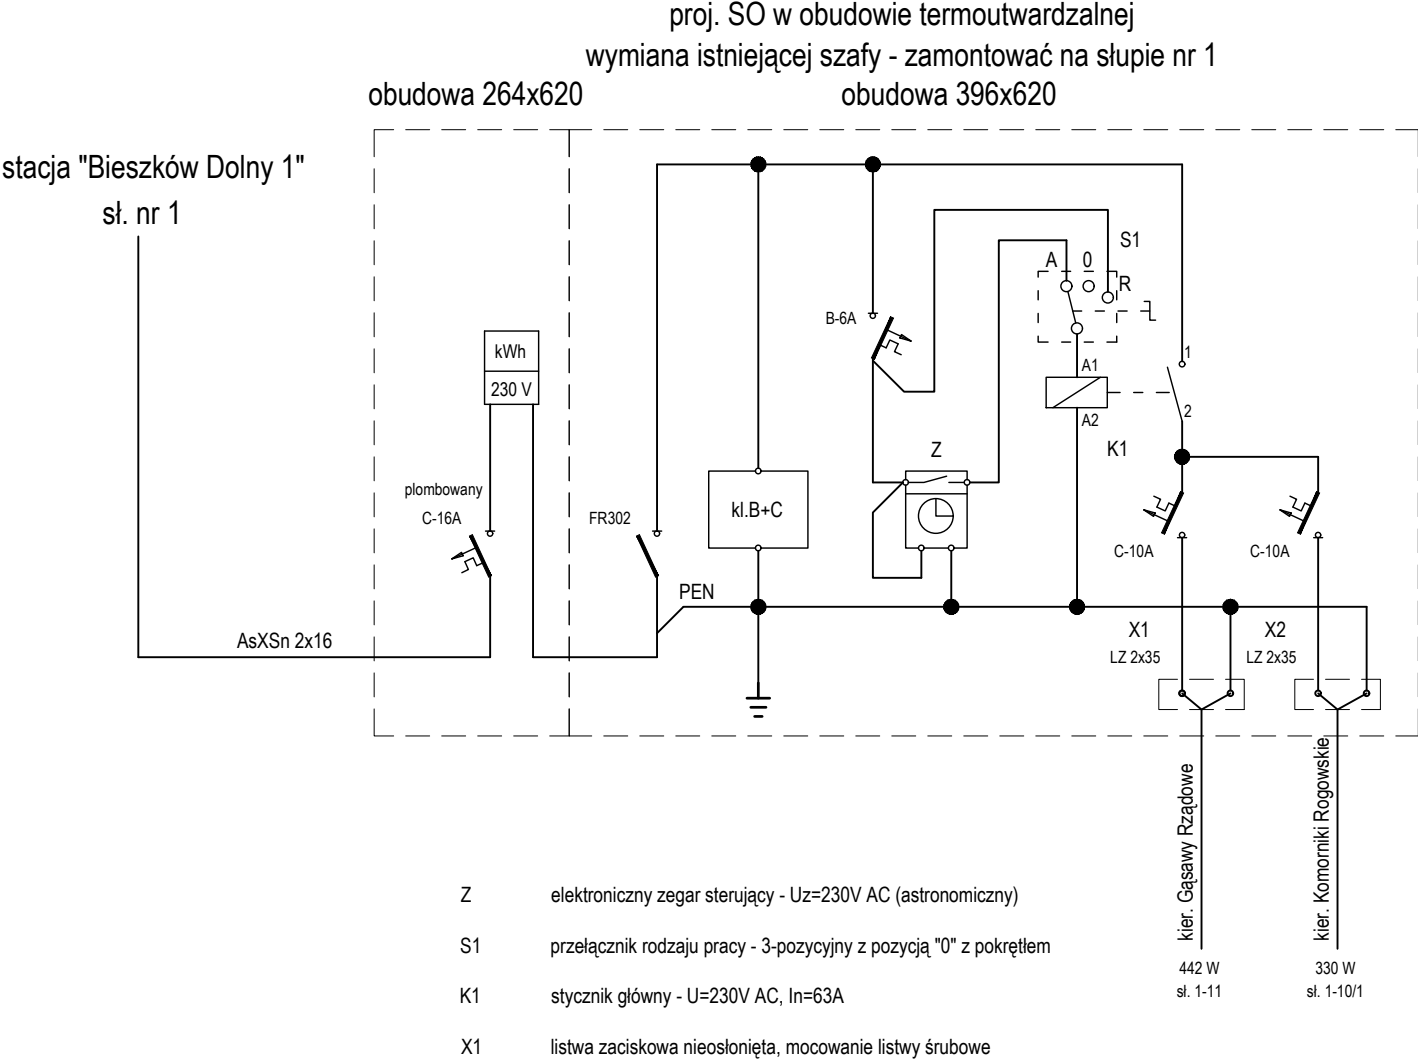 proj. SO w obudowie termoutwardzalnej
wymiana istniejącej szafy - zamontować na słupie nr 1
obudowa 264x620
obudowa 396x620
stacja "Bieszków Dolny 1"
sł. nr 1
S1
A
0
R
B-6A
kWh
230 V
1
A1
A2
2
K1
Z
plombowany
C-16A
FR302
kl.B+C
C-10A
C-10A
PEN
AsXSn 2x16
X1
LZ 2x35
X2
LZ 2x35
kier. Gąsawy Rządowe
kier. Komorniki Rogowskie
442 W
sł. 1-11
330 W
sł. 1-10/1
Z elektroniczny zegar sterujący - Uz=230V AC (astronomiczny)
S1 przełącznik rodzaju pracy - 3-pozycyjny z pozycją "0" z pokrętłem
K1 stycznik główny - U=230V AC, In=63A
X1 listwa zaciskowa nieosłonięta, mocowanie listwy śrubowe